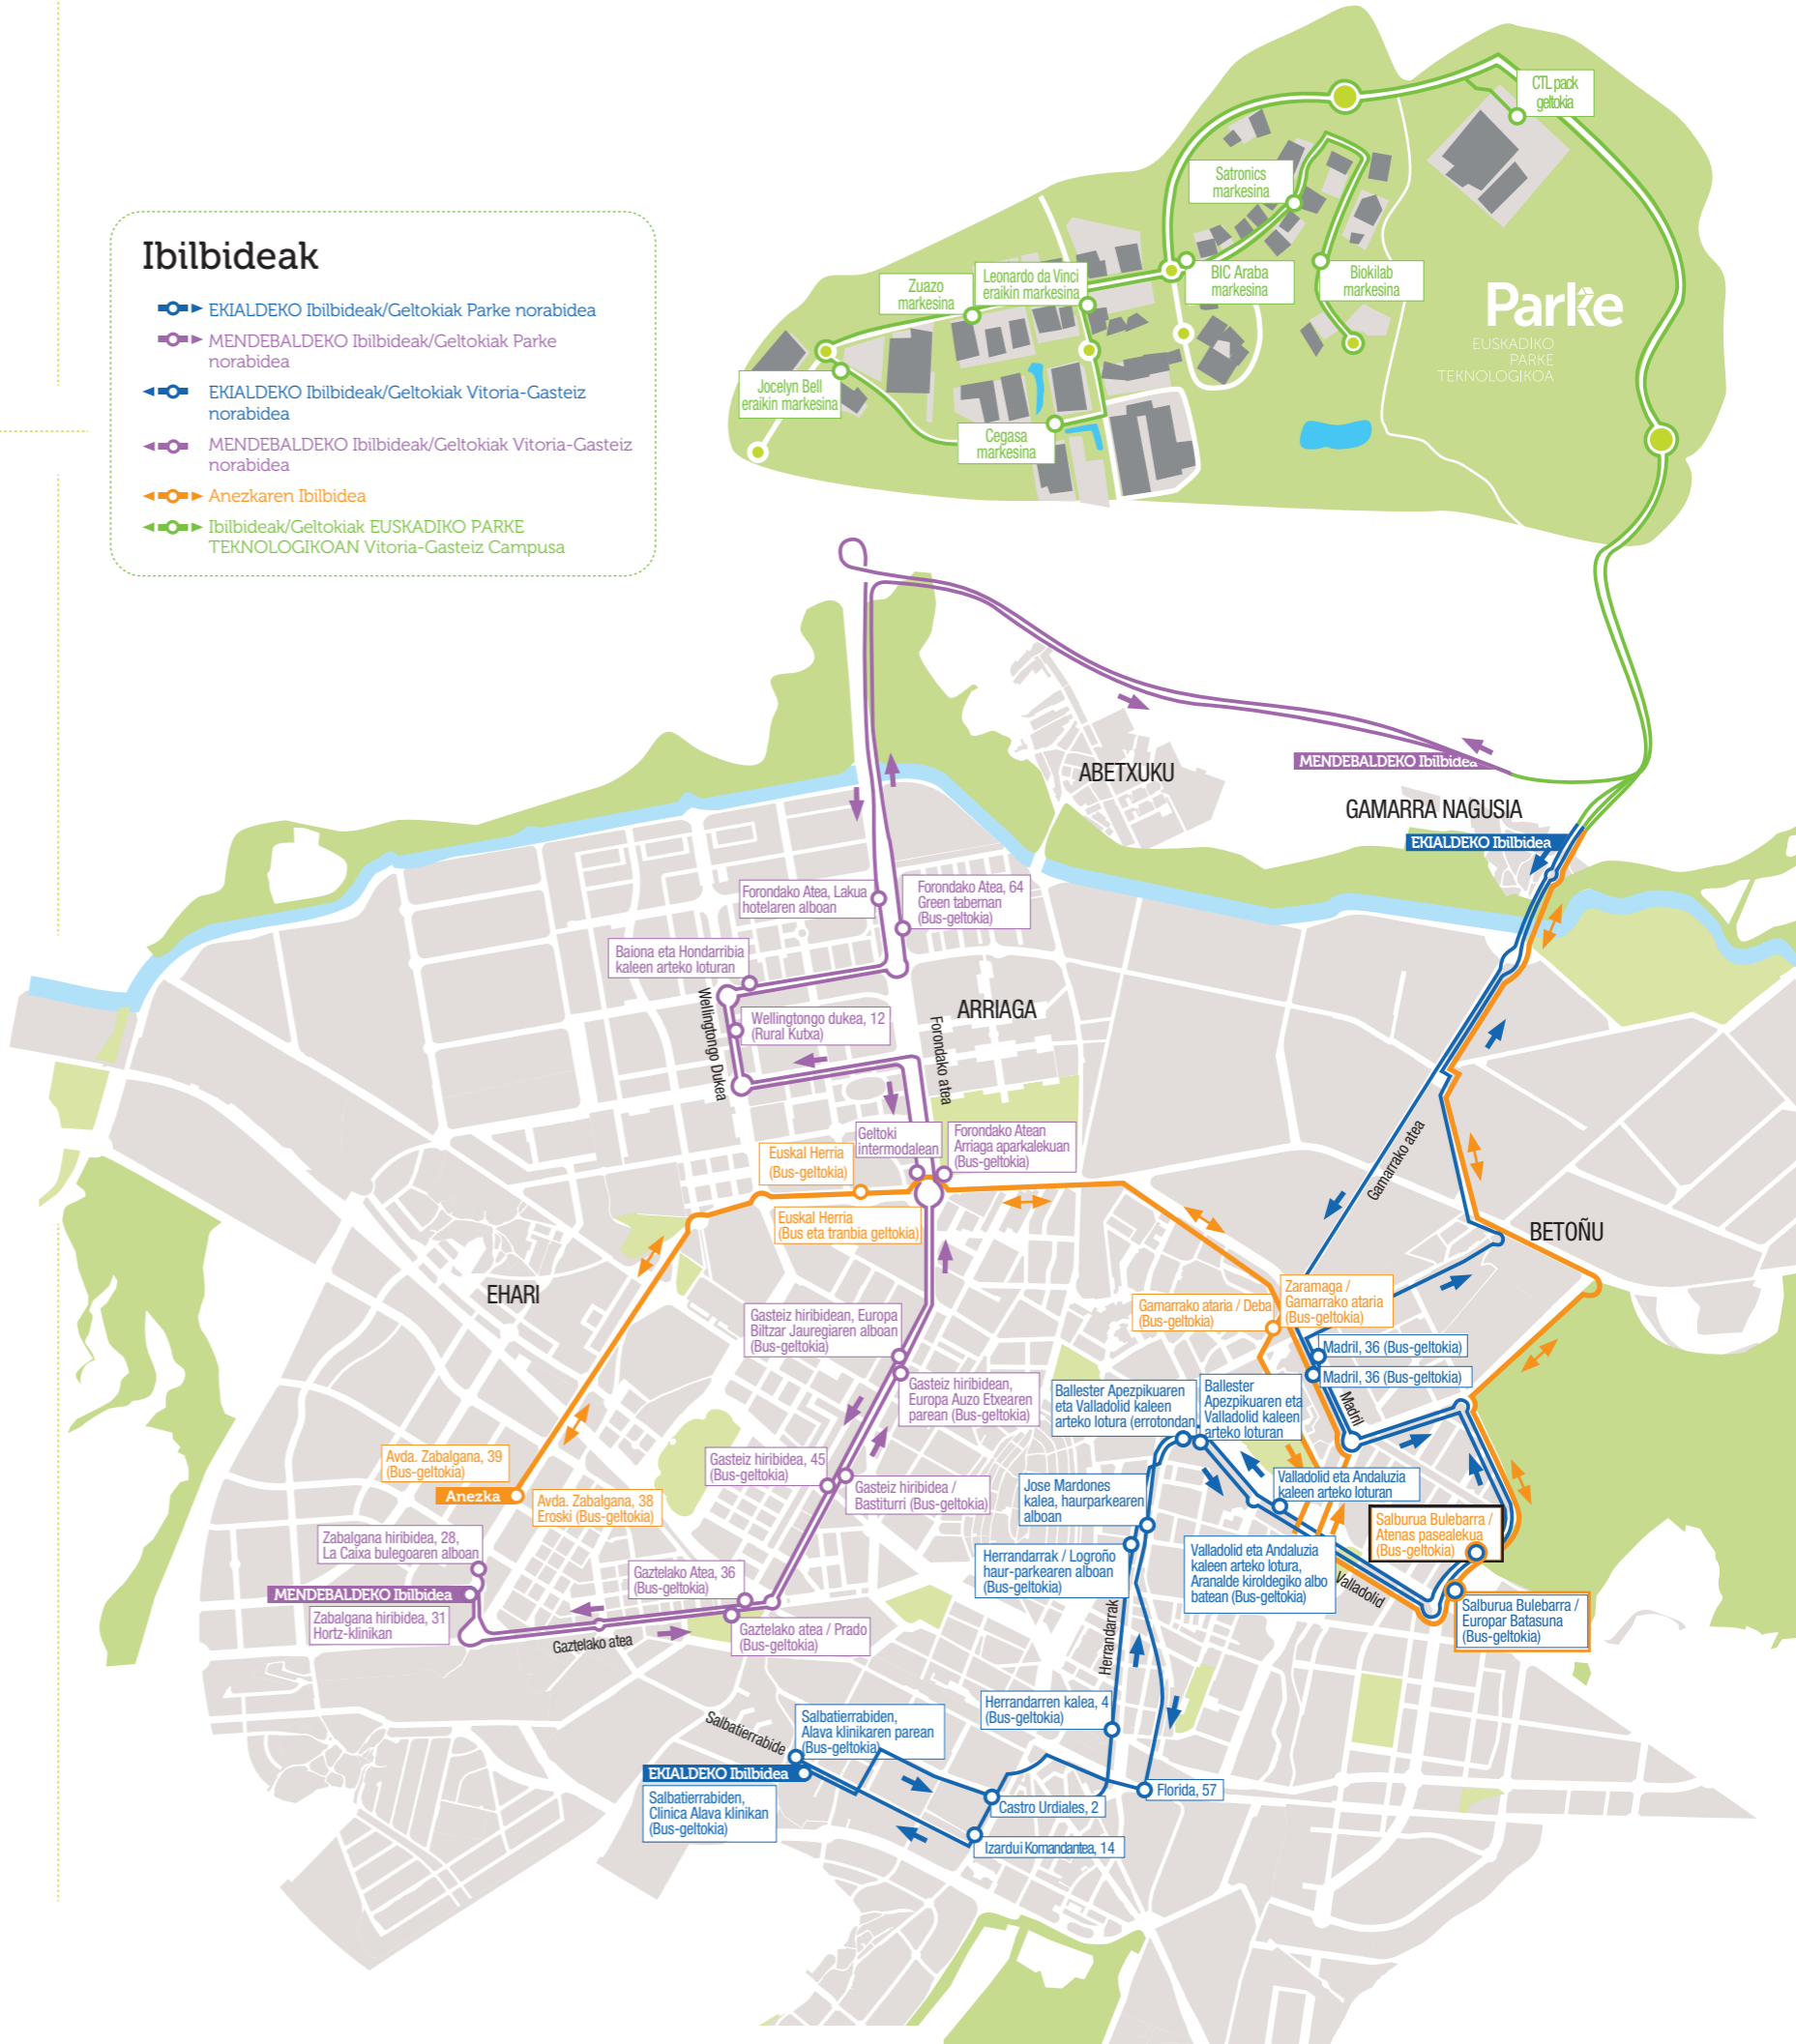 CTL pack
geltokia
Satronics
markesina
BIC Araba
markesina
Biokilab
markesina
Leonardo da Vinci
eraikin markesina
Zuazo
markesina
Jocelyn Bell
eraikin markesina
Cegasa
markesina
Parke
EUSKADIKO
PARKE
TEKNOLOGIKOA
Ibilbideak
EKIALDEKO Ibilbideak/Geltokiak Parke norabidea
MENDEBALDEKO Ibilbideak/Geltokiak Parke
norabidea
EKIALDEKO Ibilbideak/Geltokiak Vitoria-Gasteiz
norabidea
MENDEBALDEKO Ibilbideak/Geltokiak Vitoria-Gasteiz
norabidea
Anezkaren Ibilbidea
Ibilbideak/Geltokiak EUSKADIKO PARKE
TEKNOLOGIKOAN Vitoria-Gasteiz Campusa
MENDEBALDEKO Ibilbidea
ABETXUKU
GAMARRA NAGUSIA
EKIALDEKO Ibilbidea
Forondako Atea, Lakua
hotelaren alboan
Forondako Atea, 64
Green tabernan
(Bus-geltokia)
Baiona eta Hondarribia
kaleen arteko loturan
Wellingtongo Dukea
Wellingtongo dukea, 12
(Rural Kutxa)
ARRIAGA
Forondako atea
Geltoki
intermodalean
Forondako Atean
Arriaga aparkalekuan
(Bus-geltokia)
Euskal Herria
(Bus-geltokia)
Euskal Herria
(Bus eta tranbia geltokia)
Gamarrako atea
BETOÑU
EHARI
Gamarrako ataria / Deba
(Bus-geltokia)
Zaramaga /
Gamarrako ataria
(Bus-geltokia)
Gasteiz hiribidean, Europa
Biltzar Jauregiaren alboan
(Bus-geltokia)
Madril, 36 (Bus-geltokia)
Madril, 36 (Bus-geltokia)
Madril
Gasteiz hiribidean,
Europa Auzo Etxearen
parean (Bus-geltokia)
Ballester Apezpikuaren
eta Valladolid kaleen
arteko lotura (errotondan
Ballester
Apezpikuaren eta
Valladolid kaleen
arteko loturan
Avda. Zabalgana, 39
(Bus-geltokia)
Anezka
Avda. Zabalgana, 38
Eroski (Bus-geltokia)
Gasteiz hiribidea, 45
(Bus-geltokia)
Gasteiz hiribidea /
Bastiturri (Bus-geltokia)
Jose Mardones
kalea, haurparkearen
alboan
Valladolid eta Andaluzia
kaleen arteko loturan
Salburua Bulebarra /
Atenas pasealekua
(Bus-geltokia)
Zabalgana hiribidea, 28,
La Caixa bulegoaren alboan
MENDEBALDEKO Ibilbidea
Zabalgana hiribidea, 31
Hortz-klinikan
Gaztelako Atea, 36
(Bus-geltokia)
Gaztelako atea / Prado
(Bus-geltokia)
Gaztelako atea
Herrandarrak / Logroño
haur-parkearen alboan
(Bus-geltokia)
Valladolid eta Andaluzia
kaleen arteko lotura,
Aranalde kiroldegiko albo
batean (Bus-geltokia)
Valladolid
Salburua Bulebarra /
Europar Batasuna
(Bus-geltokia)
Herrandarrak
Herrandarren kalea, 4
(Bus-geltokia)
Salbatierrabide
Salbatierrabiden,
Alava klinikaren parean
(Bus-geltokia)
EKIALDEKO Ibilbidea
Salbatierrabiden,
Clinica Alava klinikan
(Bus-geltokia)
Castro Urdiales, 2
Florida, 57
Izardui Komandantea, 14